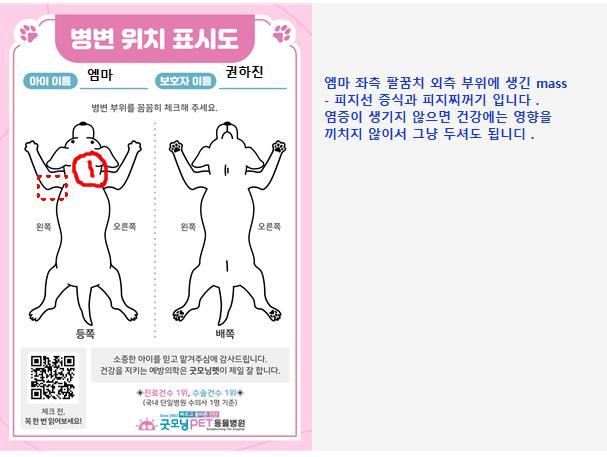 병변 위치 표시도
아이 이름 엠마 보호자 이름 권하진
병변 부위를 꼼꼼히 체크해 주세요.
1
왼쪽 오른쪽 왼쪽 오른쪽
등쪽 배쪽
체크 전,
꼭 한 번 읽어보세요!
소중한 아이를 믿고 맡겨주심에 감사드립니다.
건강을 지키는 예방의학은 굿모닝펫이 제일 잘 합니다.
◈진료건수 1위, 수술건수 1위◈
(국내 단일병원 수의사 1명 기준)
굿모닝PET동물병원
엠마 좌측 팔꿈치 외측 부위에 생긴 mass
- 피지선 증식과 피지찌꺼기 입니다 .
염증이 생기지 않으면 건강에는 영향을
끼치지 않이서 그냥 두셔도 됩니디 .